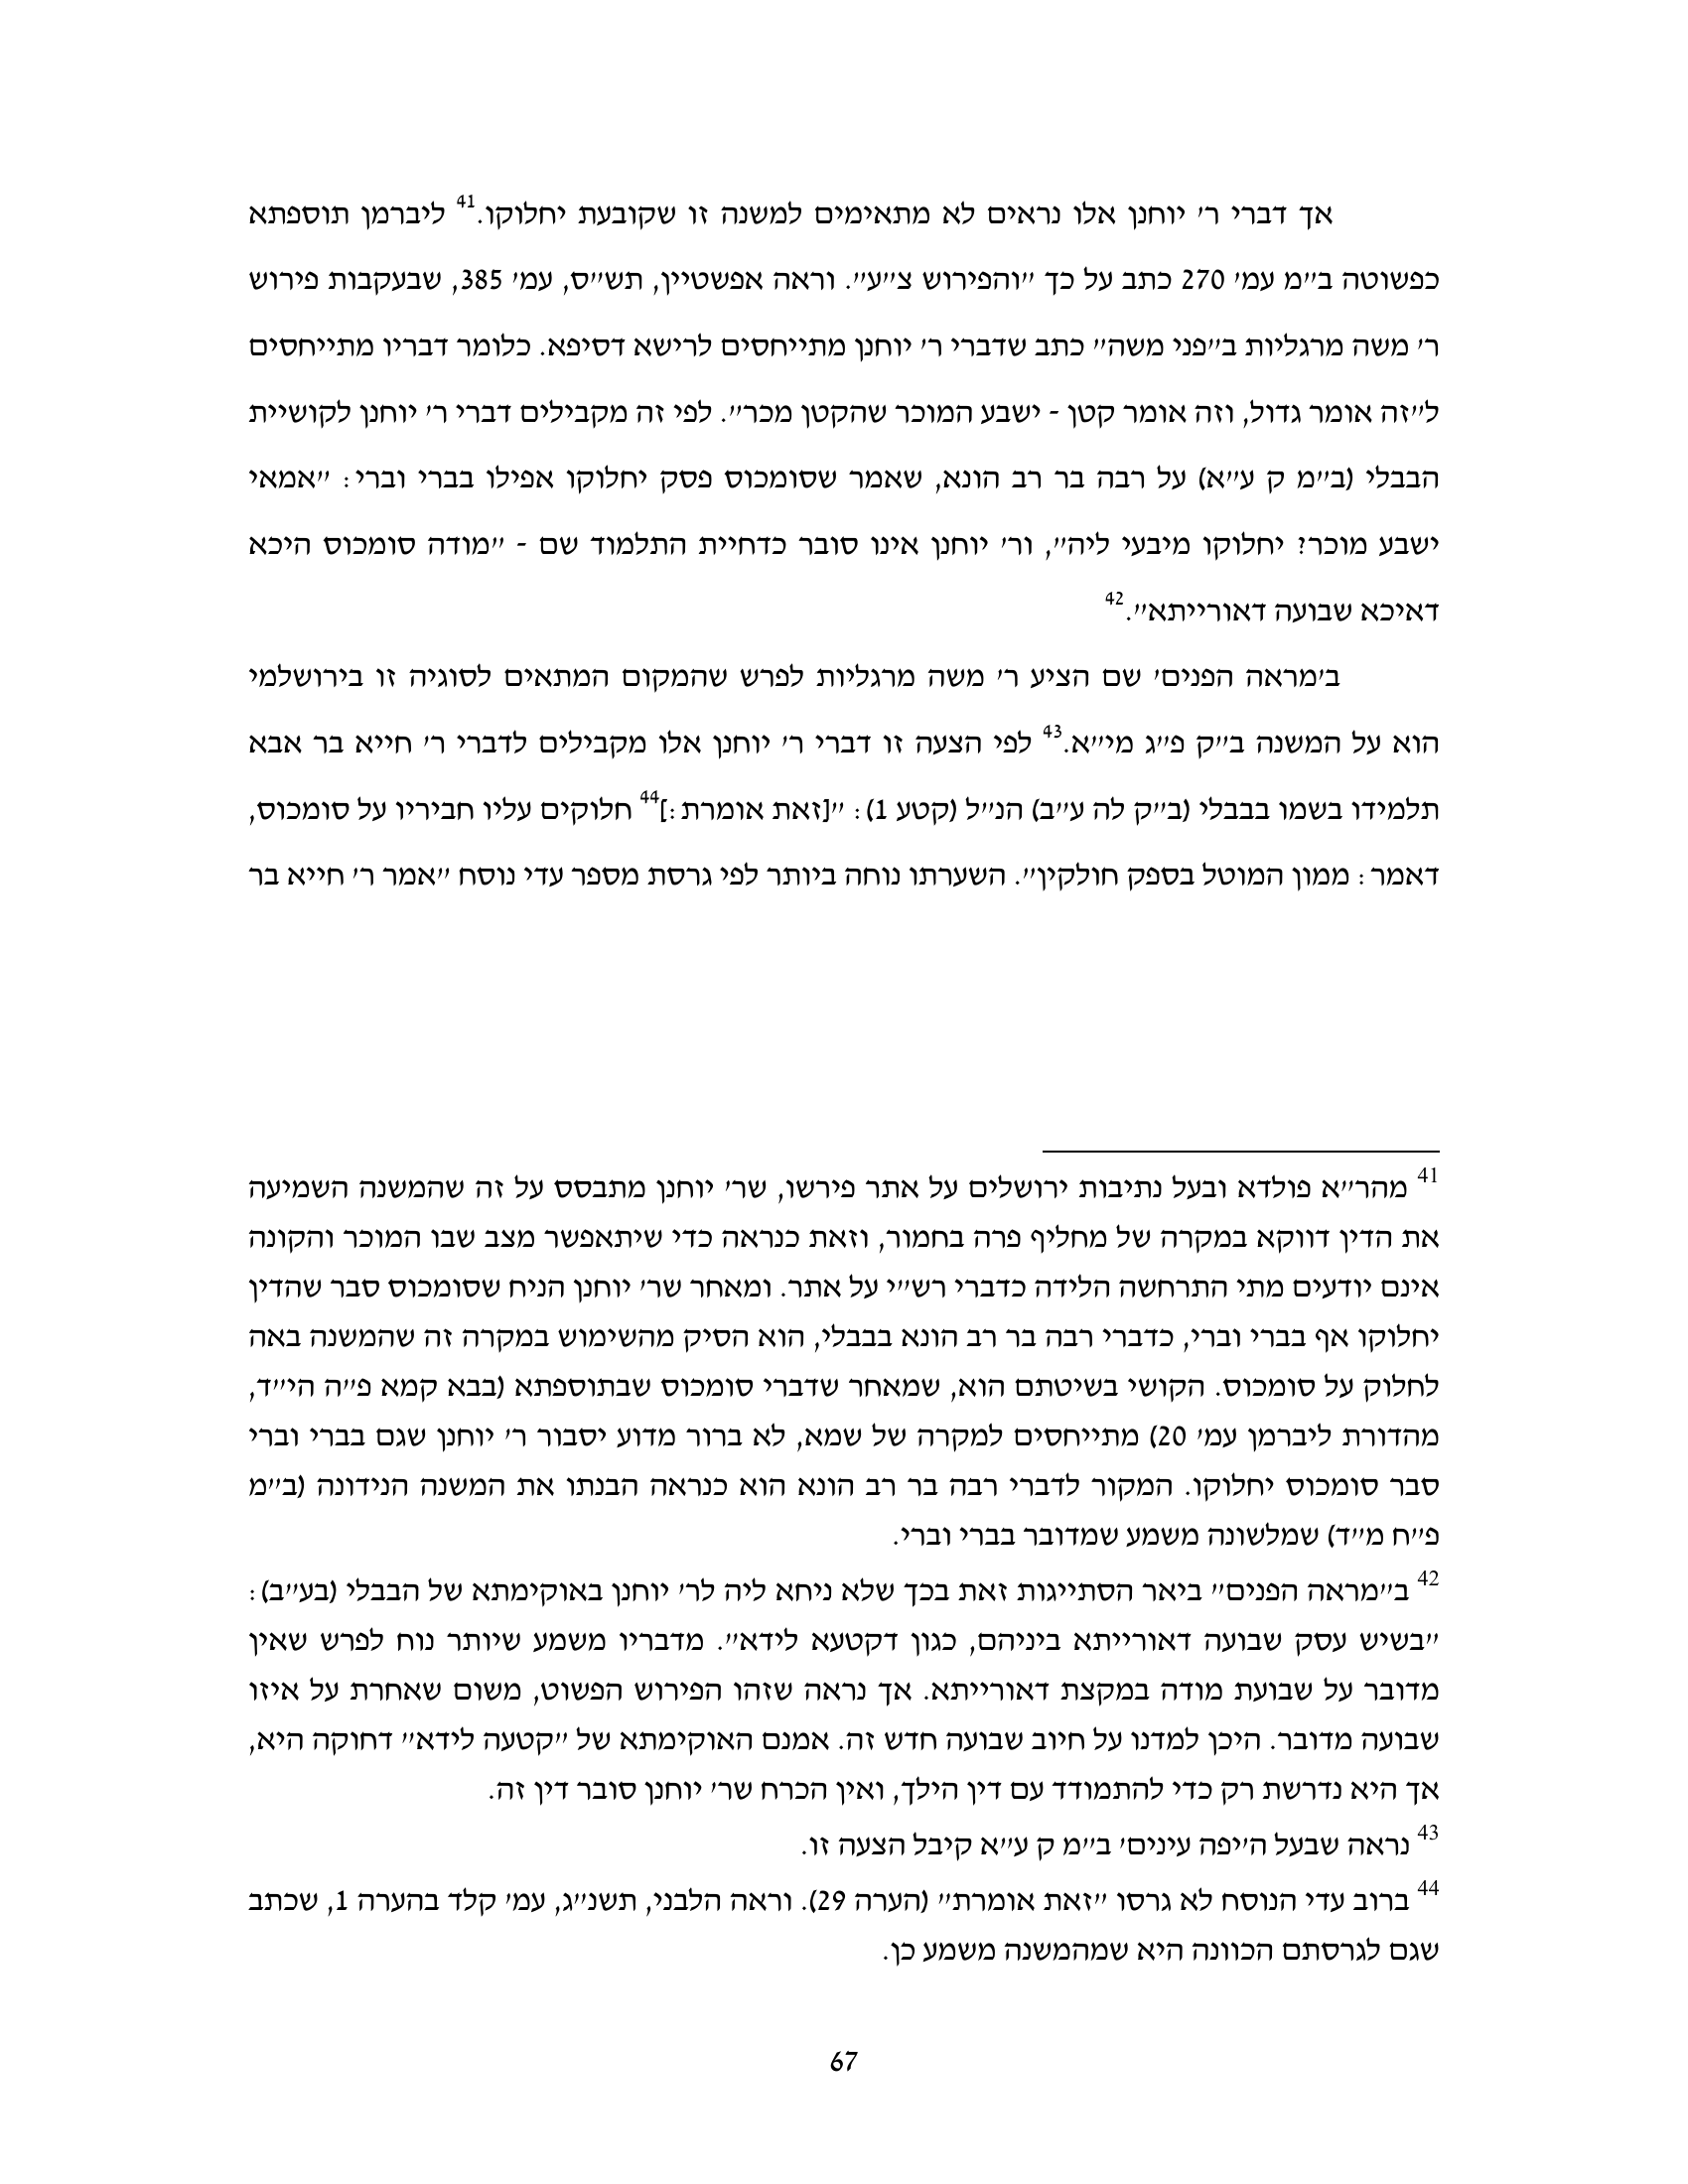 אך דברי ר' יוחנן אלו נראים לא מתאימים למשנה זו שקובעת יחלוקו.41 ליברמן תוספתא
כפשוטה ב"מ עמ' 270 כתב על כך "והפירוש צ"ע". וראה אפשטיין, תש"ס, עמ' 385, שבעקבות פירוש
ר' משה מרגליות ב"פני משה" כתב שדברי ר' יוחנן מתייחסים לרישא דסיפא. כלומר דבריו מתייחסים
ל"זה אומר גדול, וזה אומר קטן - ישבע המוכר שהקטן מכר". לפי זה מקבילים דברי ר' יוחנן לקושיית
הבבלי (ב"מ ק ע"א) על רבה בר רב הונא, שאמר שסומכוס פסק יחלוקו אפילו בברי וברי: "אמאי
ישבע מוכר? יחלוקו מיבעי ליה", ור' יוחנן אינו סובר כדחיית התלמוד שם - "מודה סומכוס היכא
דאיכא שבועה דאורייתא".42
ב'מראה הפנים' שם הציע ר' משה מרגליות לפרש שהמקום המתאים לסוגיה זו בירושלמי
הוא על המשנה ב"ק פ"ג מי"א.43 לפי הצעה זו דברי ר' יוחנן אלו מקבילים לדברי ר' חייא בר אבא
תלמידו בשמו בבבלי (ב"ק לה ע"ב) הנ"ל (קטע 1): "[זאת אומרת:]44 חלוקים עליו חביריו על סומכוס,
דאמר: ממון המוטל בספק חולקין". השערתו נוחה ביותר לפי גרסת מספר עדי נוסח "אמר ר' חייא בר
41 מהר"א פולדא ובעל נתיבות ירושלים על אתר פירשו, שר' יוחנן מתבסס על זה שהמשנה השמיעה
את הדין דווקא במקרה של מחליף פרה בחמור, וזאת כנראה כדי שיתאפשר מצב שבו המוכר והקונה
אינם יודעים מתי התרחשה הלידה כדברי רש"י על אתר. ומאחר שר' יוחנן הניח שסומכוס סבר שהדין
יחלוקו אף בברי וברי, כדברי רבה בר רב הונא בבבלי, הוא הסיק מהשימוש במקרה זה שהמשנה באה
לחלוק על סומכוס. הקושי בשיטתם הוא, שמאחר שדברי סומכוס שבתוספתא (בבא קמא פ"ה הי"ד,
מהדורת ליברמן עמ' 20) מתייחסים למקרה של שמא, לא ברור מדוע יסבור ר' יוחנן שגם בברי וברי
סבר סומכוס יחלוקו. המקור לדברי רבה בר רב הונא הוא כנראה הבנתו את המשנה הנידונה (ב"מ
פ"ח מ"ד) שמלשונה משמע שמדובר בברי וברי.
42 ב"מראה הפנים" ביאר הסתייגות זאת בכך שלא ניחא ליה לר' יוחנן באוקימתא של הבבלי (בע"ב):
"בשיש עסק שבועה דאורייתא ביניהם, כגון דקטעא לידא". מדבריו משמע שיותר נוח לפרש שאין
מדובר על שבועת מודה במקצת דאורייתא. אך נראה שזהו הפירוש הפשוט, משום שאחרת על איזו
שבועה מדובר. היכן למדנו על חיוב שבועה חדש זה. אמנם האוקימתא של "קטעה לידא" דחוקה היא,
אך היא נדרשת רק כדי להתמודד עם דין הילך, ואין הכרח שר' יוחנן סובר דין זה.
43 נראה שבעל ה'יפה עינים' ב"מ ק ע"א קיבל הצעה זו.
44 ברוב עדי הנוסח לא גרסו "זאת אומרת" (הערה 29). וראה הלבני, תשנ"ג, עמ' קלד בהערה 1, שכתב
שגם לגרסתם הכוונה היא שמהמשנה משמע כן.
67